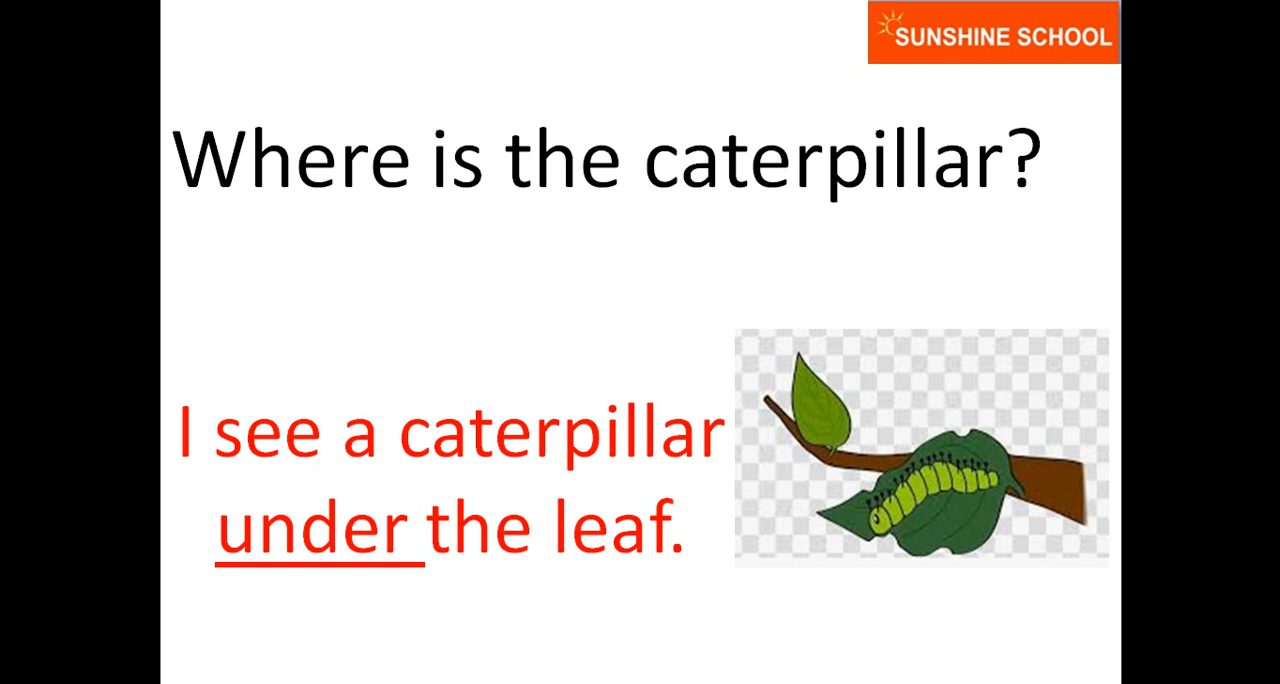 SUNSHINE SCHOOL
Where is the caterpillar?
I see a caterpillar
under the leaf.